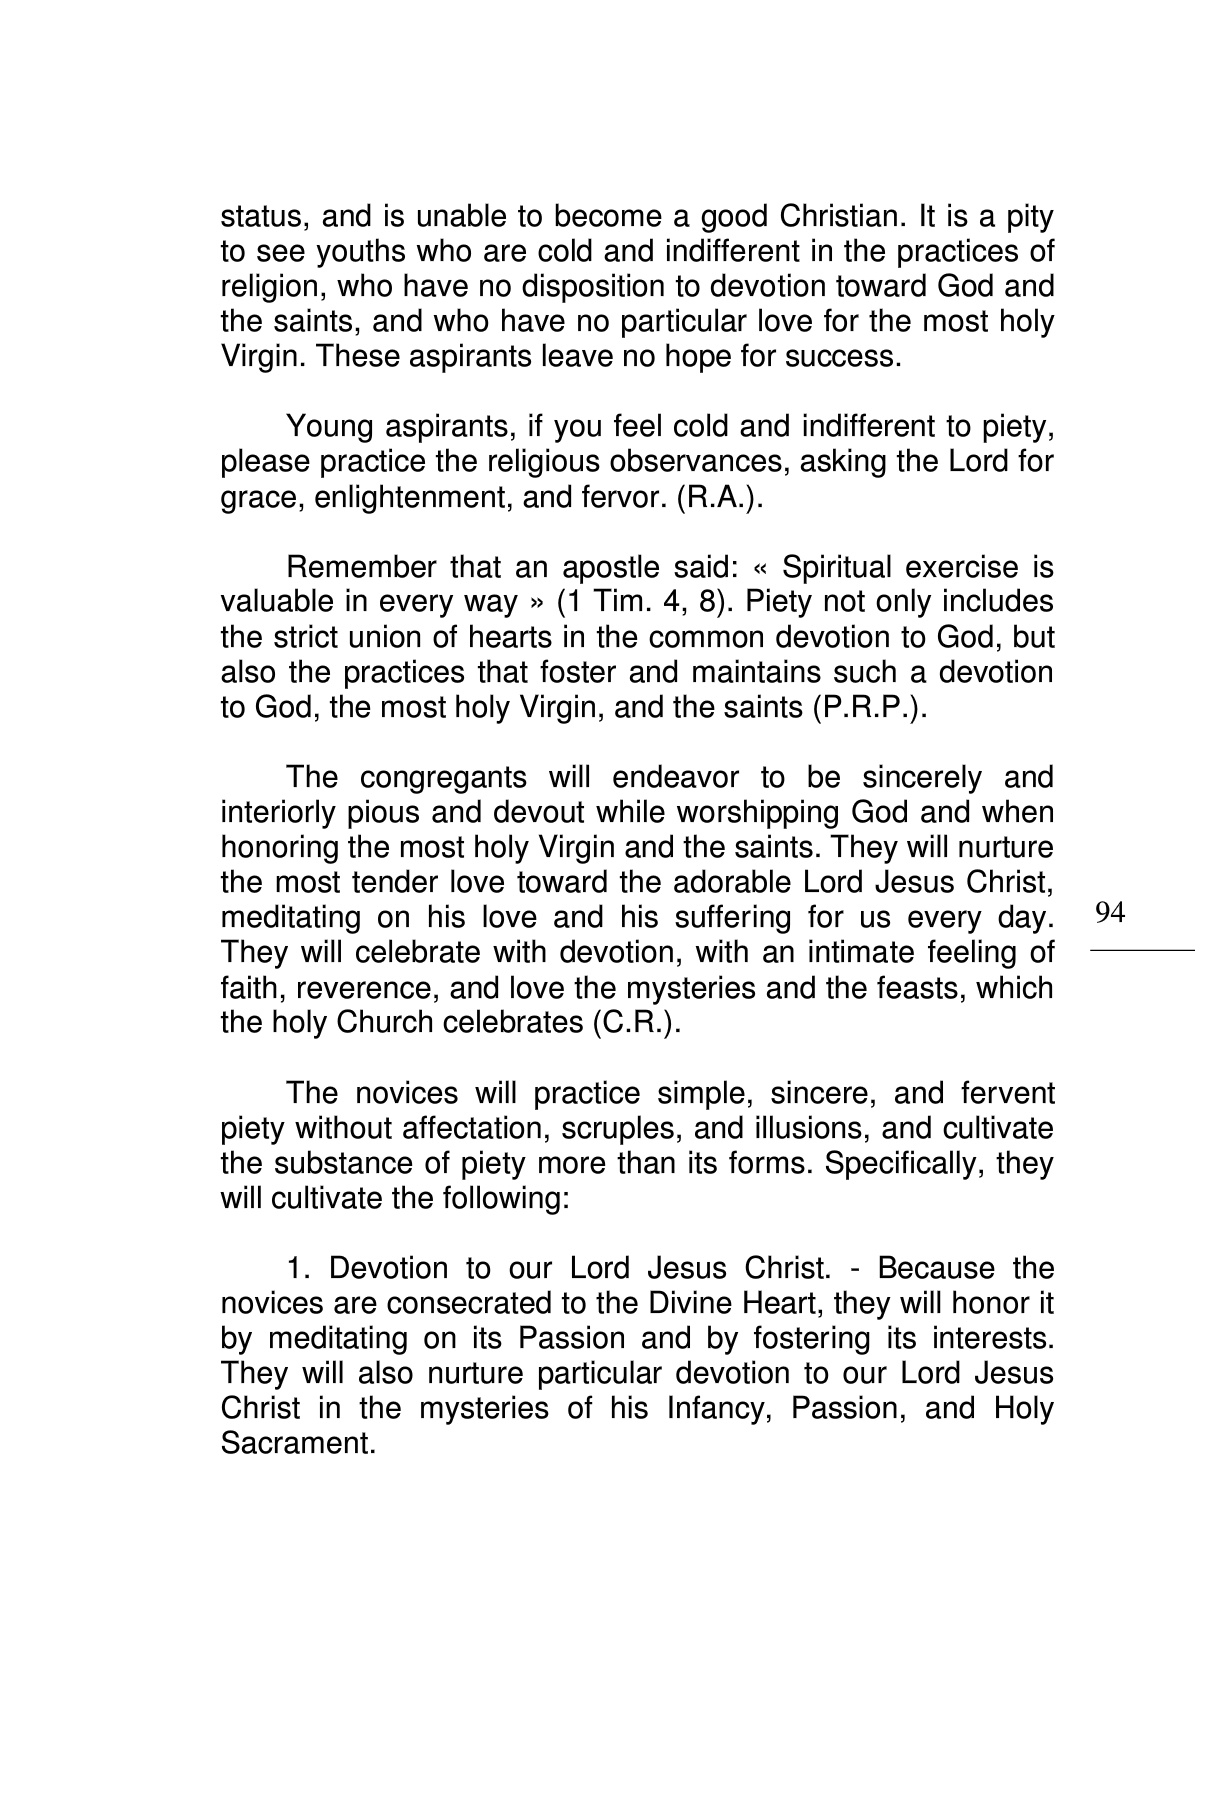 status, and is unable to become a good Christian. It is a pity
to see youths who are cold and indifferent in the practices of
religion, who have no disposition to devotion toward God and
the saints, and who have no particular love for the most holy
Virgin. These aspirants leave no hope for success.
Young aspirants, if you feel cold and indifferent to piety,
please practice the religious observances, asking the Lord for
grace, enlightenment, and fervor. (R.A.).
Remember that an apostle said: « Spiritual exercise is
valuable in every way » (1 Tim. 4, 8). Piety not only includes
the strict union of hearts in the common devotion to God, but
also the practices that foster and maintains such a devotion
to God, the most holy Virgin, and the saints (P.R.P.).
The congregants will endeavor to be sincerely and
interiorly pious and devout while worshipping God and when
honoring the most holy Virgin and the saints. They will nurture
the most tender love toward the adorable Lord Jesus Christ,
meditating on his love and his suffering for us every day.
They will celebrate with devotion, with an intimate feeling of
faith, reverence, and love the mysteries and the feasts, which
the holy Church celebrates (C.R.).
94
The novices will practice simple, sincere, and fervent
piety without affectation, scruples, and illusions, and cultivate
the substance of piety more than its forms. Specifically, they
will cultivate the following:
1. Devotion to our Lord Jesus Christ. - Because the
novices are consecrated to the Divine Heart, they will honor it
by meditating on its Passion and by fostering its interests.
They will also nurture particular devotion to our Lord Jesus
Christ in the mysteries of his Infancy, Passion, and Holy
Sacrament.